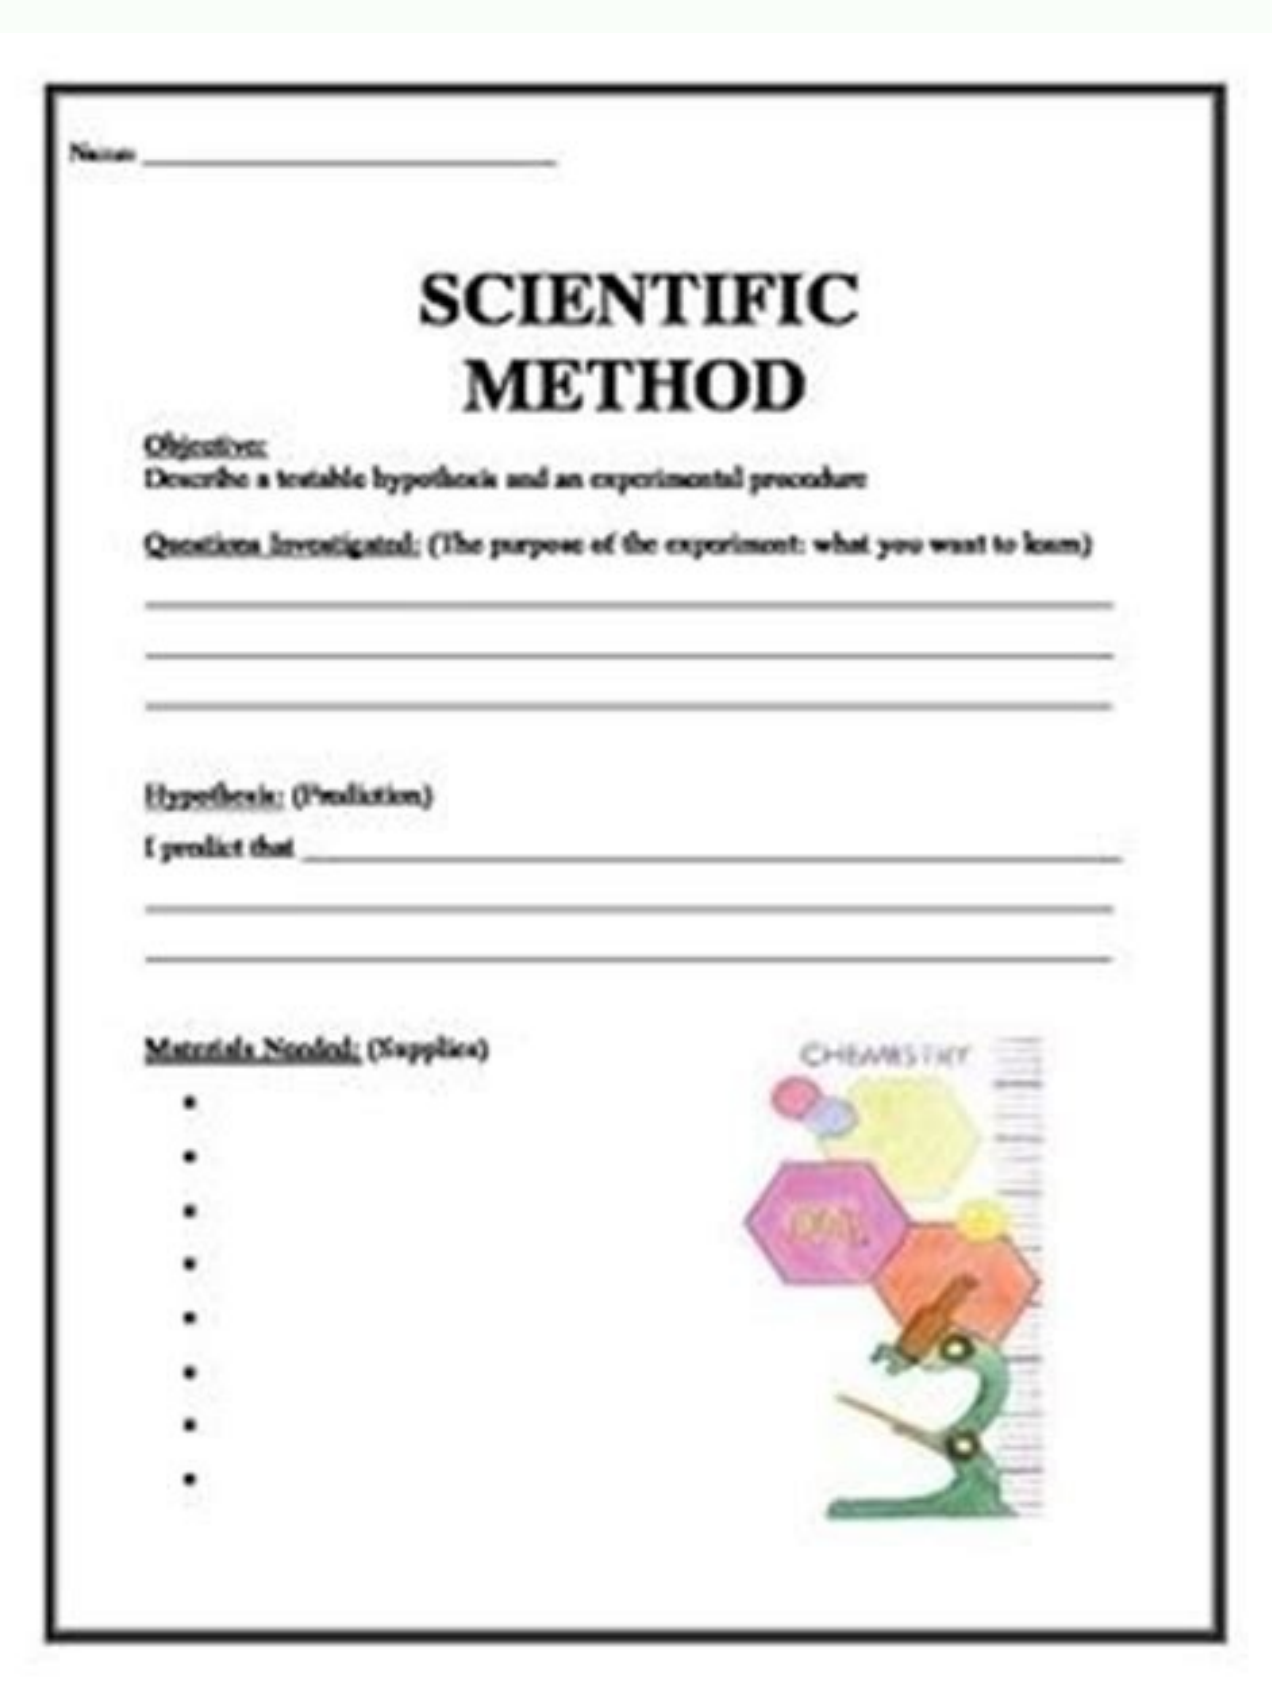 Name:
SCIENTIFIC
METHOD
Objective:
Describe a testable hypothesis and an experimental procedure
Questions Investigated: (The purpose of the experiment: what you want to learn)
Hypothesis: (Prediction)
I predict that
Materials Needed: (Supplies)
CHEMISTRY